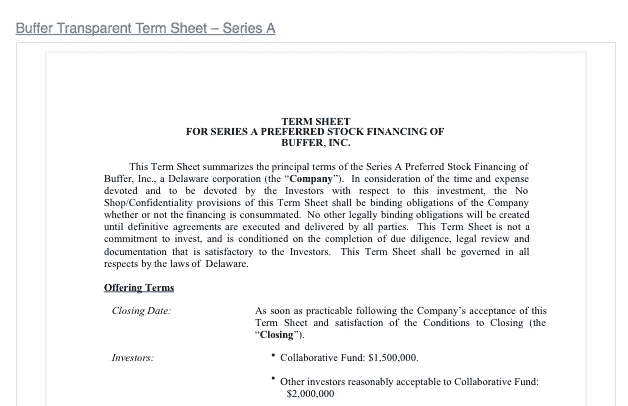 Buffer Transparent Term Sheet – Series A
TERM SHEET
FOR SERIES A PREFERRED STOCK FINANCING OF
BUFFER, INC.
This Term Sheet summarizes the principal terms of the Series A Preferred Stock Financing of
Buffer, Inc., a Delaware corporation (the “Company”). In consideration of the time and expense
devoted and to be devoted by the Investors with respect to this investment, the No
Shop/Confidentiality provisions of this Term Sheet shall be binding obligations of the Company
whether or not the financing is consummated. No other legally binding obligations will be created
until definitive agreements are executed and delivered by all parties. This Term Sheet is not a
commitment to invest, and is conditioned on the completion of due diligence, legal review and
documentation that is satisfactory to the Investors. This Term Sheet shall be governed in all
respects by the laws of Delaware.
Offering Terms
Closing Date: As soon as practicable following the Company’s acceptance of this
Term Sheet and satisfaction of the Conditions to Closing (the
“Closing”).
Investors: • Collaborative Fund: $1,500,000.
• Other investors reasonably acceptable to Collaborative Fund:
$2,000,000